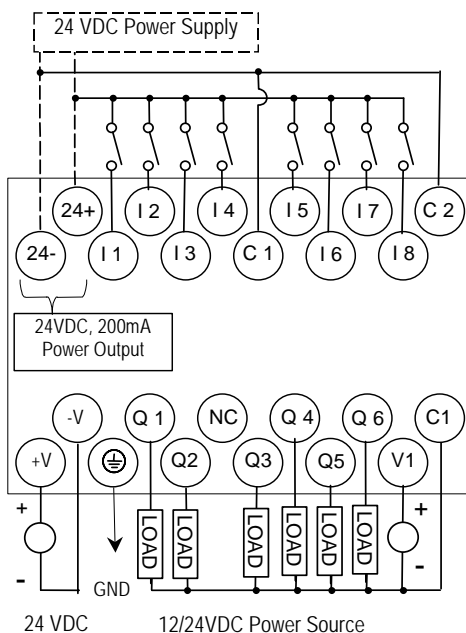 24 VDC Power Supply
24+ I 2 I 4 I 5 I 7 C 2
24- I 1 I 3 C 1 I 6 I 8
24VDC, 200mA
Power Output
-V Q 1 NC Q 4 Q 6 C1
+V Q2 Q3 Q5 V1
+ LOAD LOAD LOAD LOAD LOAD LOAD +
- GND -
24 VDC 12/24VDC Power Source